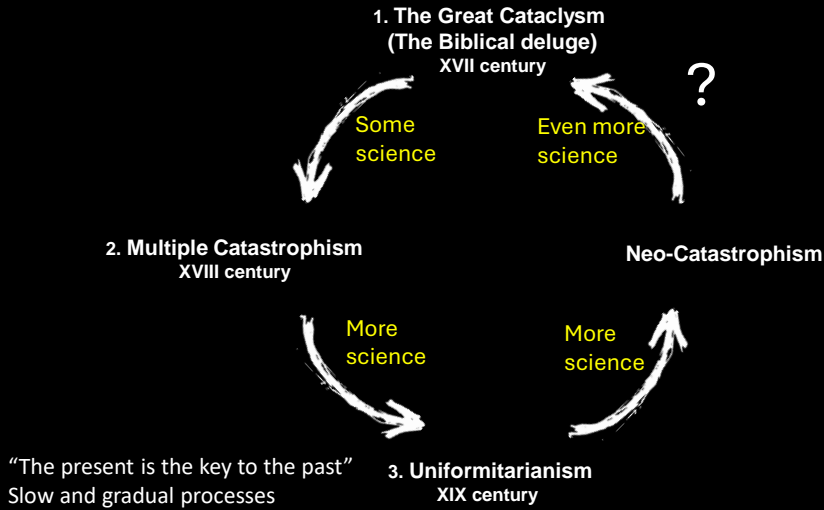 1. The Great Cataclysm
(The Biblical deluge)
XVII century
?
Some
science
Even more
science
2. Multiple Catastrophism
XVIII century
Neo-Catastrophism
More
science
More
science
“The present is the key to the past”
Slow and gradual processes
3. Uniformitarianism
XIX century